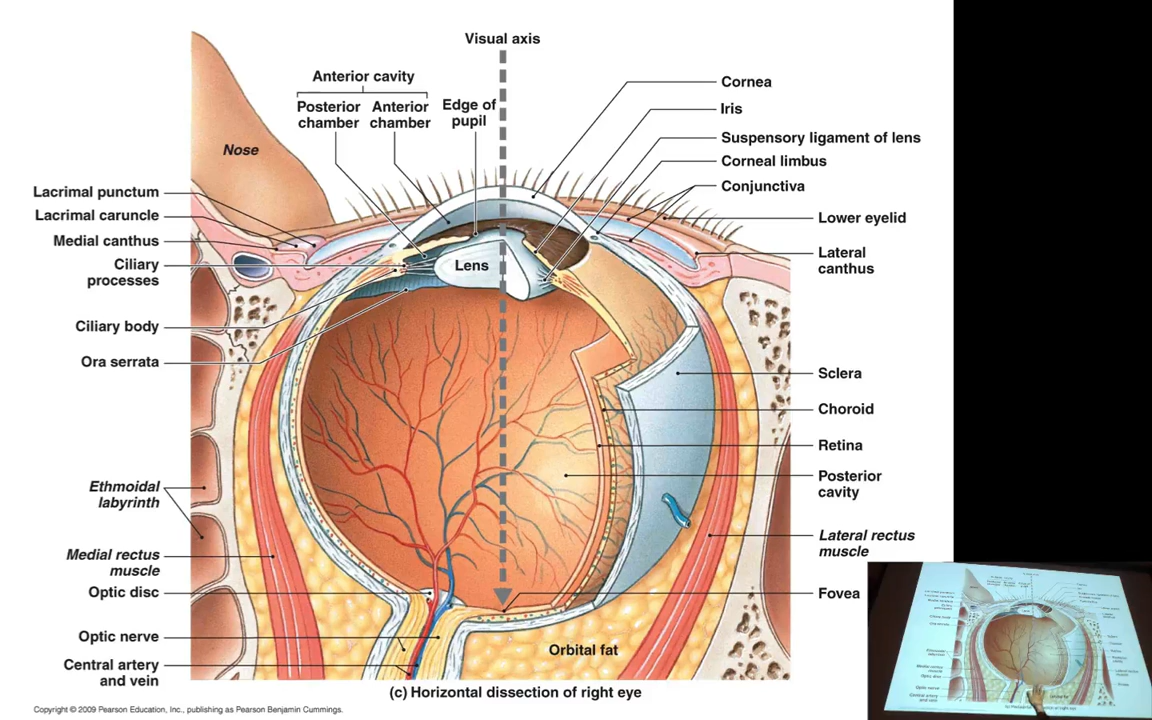 Visual axis
Anterior cavity
Posterior
chamber
Anterior
chamber
Edge of
pupil
Nose
Lacrimal punctum
Lacrimal caruncle
Medial canthus
Ciliary
processes
Ciliary body
Ora serrata
Ethmoidal
labyrinth
Medial rectus
muscle
Optic disc
Optic nerve
Central artery
and vein
Lens
Cornea
Iris
Suspensory ligament of lens
Corneal limbus
Conjunctiva
Lower eyelid
Lateral
canthus
Sclera
Choroid
Retina
Posterior
cavity
Lateral rectus
muscle
Fovea
Orbital fat
(c) Horizontal dissection of right eye
Copyright © 2009 Pearson Education, Inc., publishing as Pearson Benjamin Cummings.